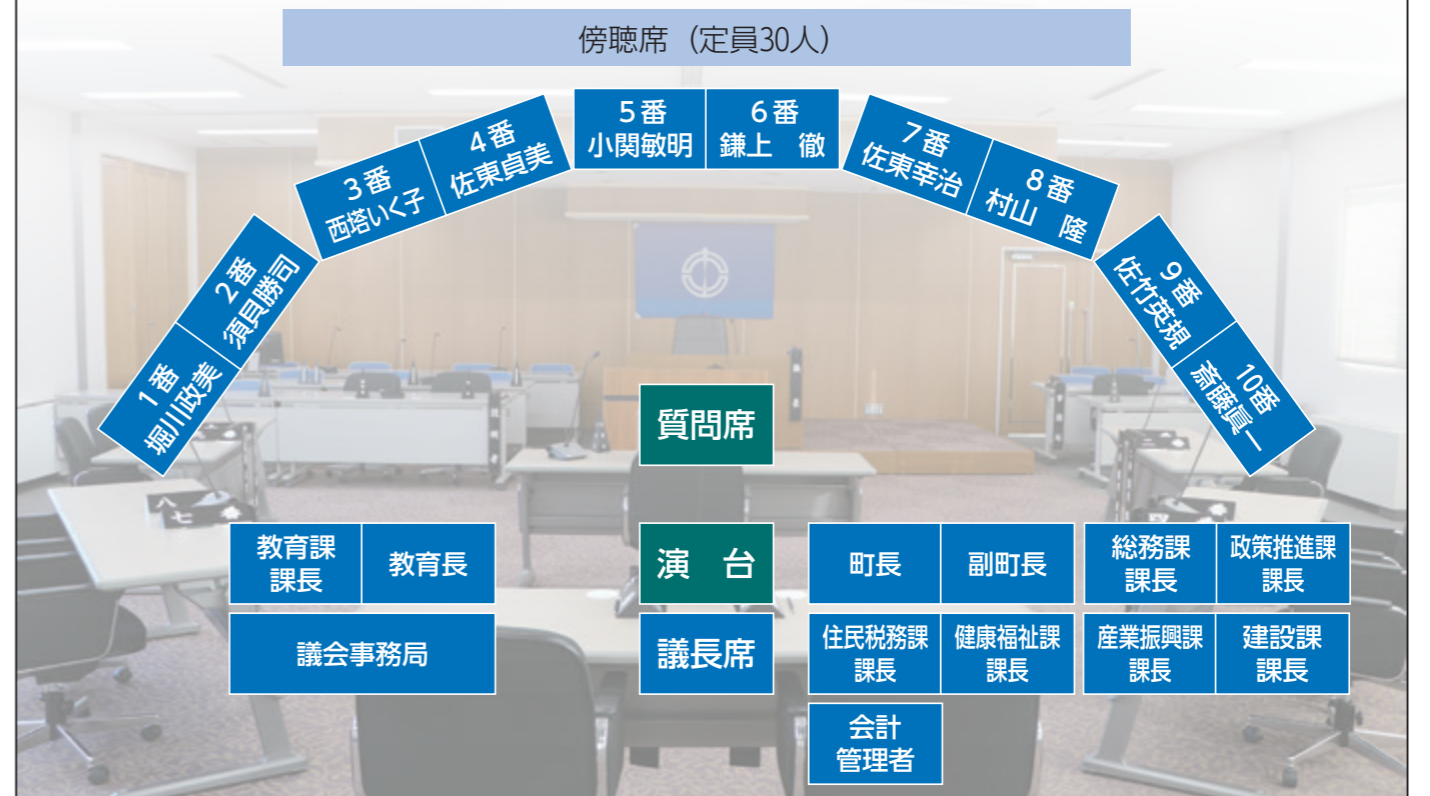 傍聴席（定員30人）
1番
堀川政美
2番
須貝勝司
3番
西塔いく子
4番
佐東貞美
5番
小関敏明
6番
鎌上　徹
7番
佐東幸治
8番
村山　隆
9番
佐竹英規
10番
斎藤眞一
質問席
教育課
課長
教育長
演　台
町長
副町長
総務課
課長
政策推進課
課長
議会事務局
議長席
住民税務課
課長
健康福祉課
課長
産業振興課
課長
建設課
課長
会計
管理者
八
七